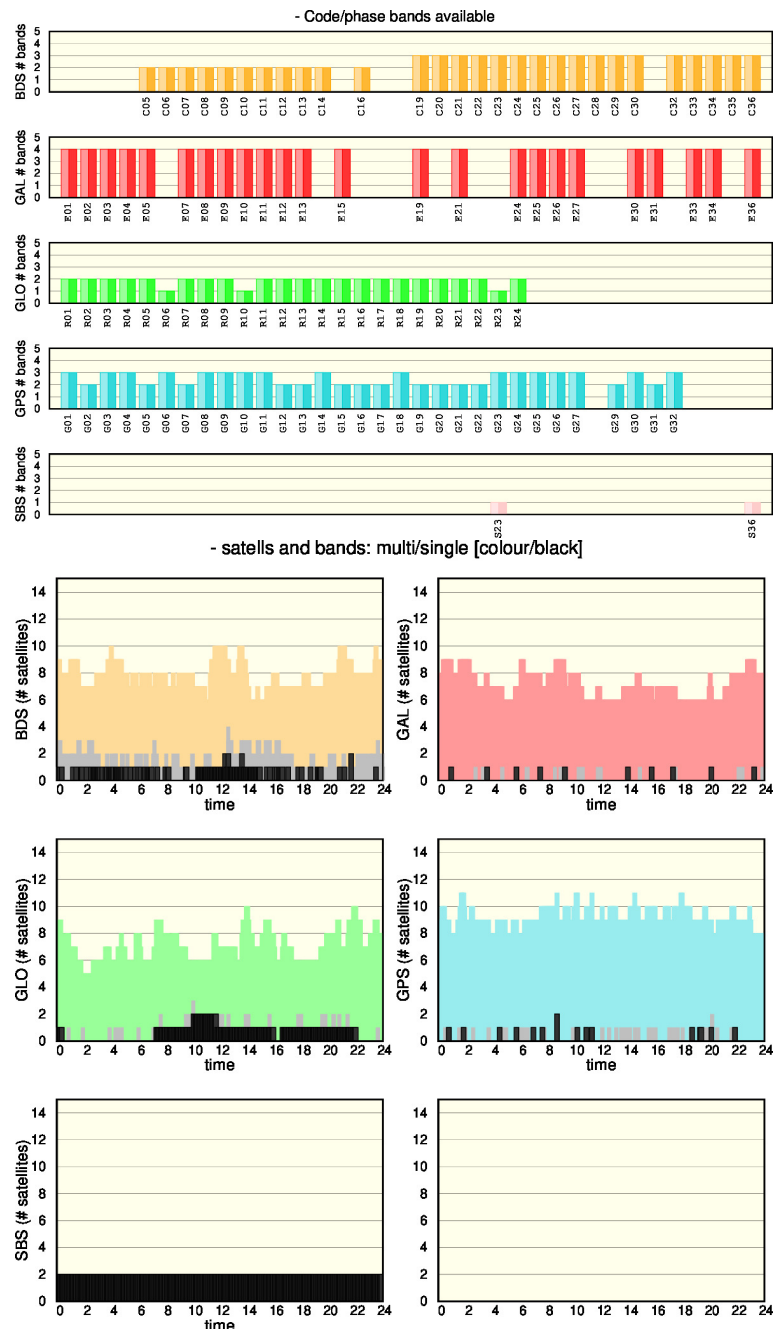 - Code/phase bands available
BDS # bands
5
4
3
2
1
0
C05 C06 C07 C08 C09 C10 C11 C12 C13 C14 C16 C19 C20 C21 C22 C23 C24 C25 C26 C27 C28 C29 C30 C32 C33 C34 C35 C36
GAL # bands
5
4
3
2
1
0
E01 E02 E03 E04 E05 E07 E08 E09 E10 E11 E12 E13 E15 E19 E21 E24 E25 E26 E27 E30 E31 E33 E34 E36
GLO # bands
5
4
3
2
1
0
R01 R02 R03 R04 R05 R06 R07 R08 R09 R10 R11 R12 R13 R14 R15 R16 R17 R18 R19 R20 R21 R22 R23 R24
GPS # bands
5
4
3
2
1
0
G01 G02 G03 G04 G05 G06 G07 G08 G09 G10 G11 G12 G13 G14 G15 G16 G17 G18 G19 G20 G21 G22 G23 G24 G25 G26 G27 G29 G30 G31 G32
SBS # bands
5
4
3
2
1
0
S23 S36
- satells and bands: multi/single [colour/black]
BDS (# satellites)
14
12
10
8
6
4
2
0
0 2 4 6 8 10 12 14 16 18 20 22 24
time
GAL (# satellites)
14
12
10
8
6
4
2
0
0 2 4 6 8 10 12 14 16 18 20 22 24
time
GLO (# satellites)
14
12
10
8
6
4
2
0
0 2 4 6 8 10 12 14 16 18 20 22 24
time
GPS (# satellites)
14
12
10
8
6
4
2
0
0 2 4 6 8 10 12 14 16 18 20 22 24
time
SBS (# satellites)
14
12
10
8
6
4
2
0
0 2 4 6 8 10 12 14 16 18 20 22 24
time
14
12
10
8
6
4
2
0
0 2 4 6 8 10 12 14 16 18 20 22 24